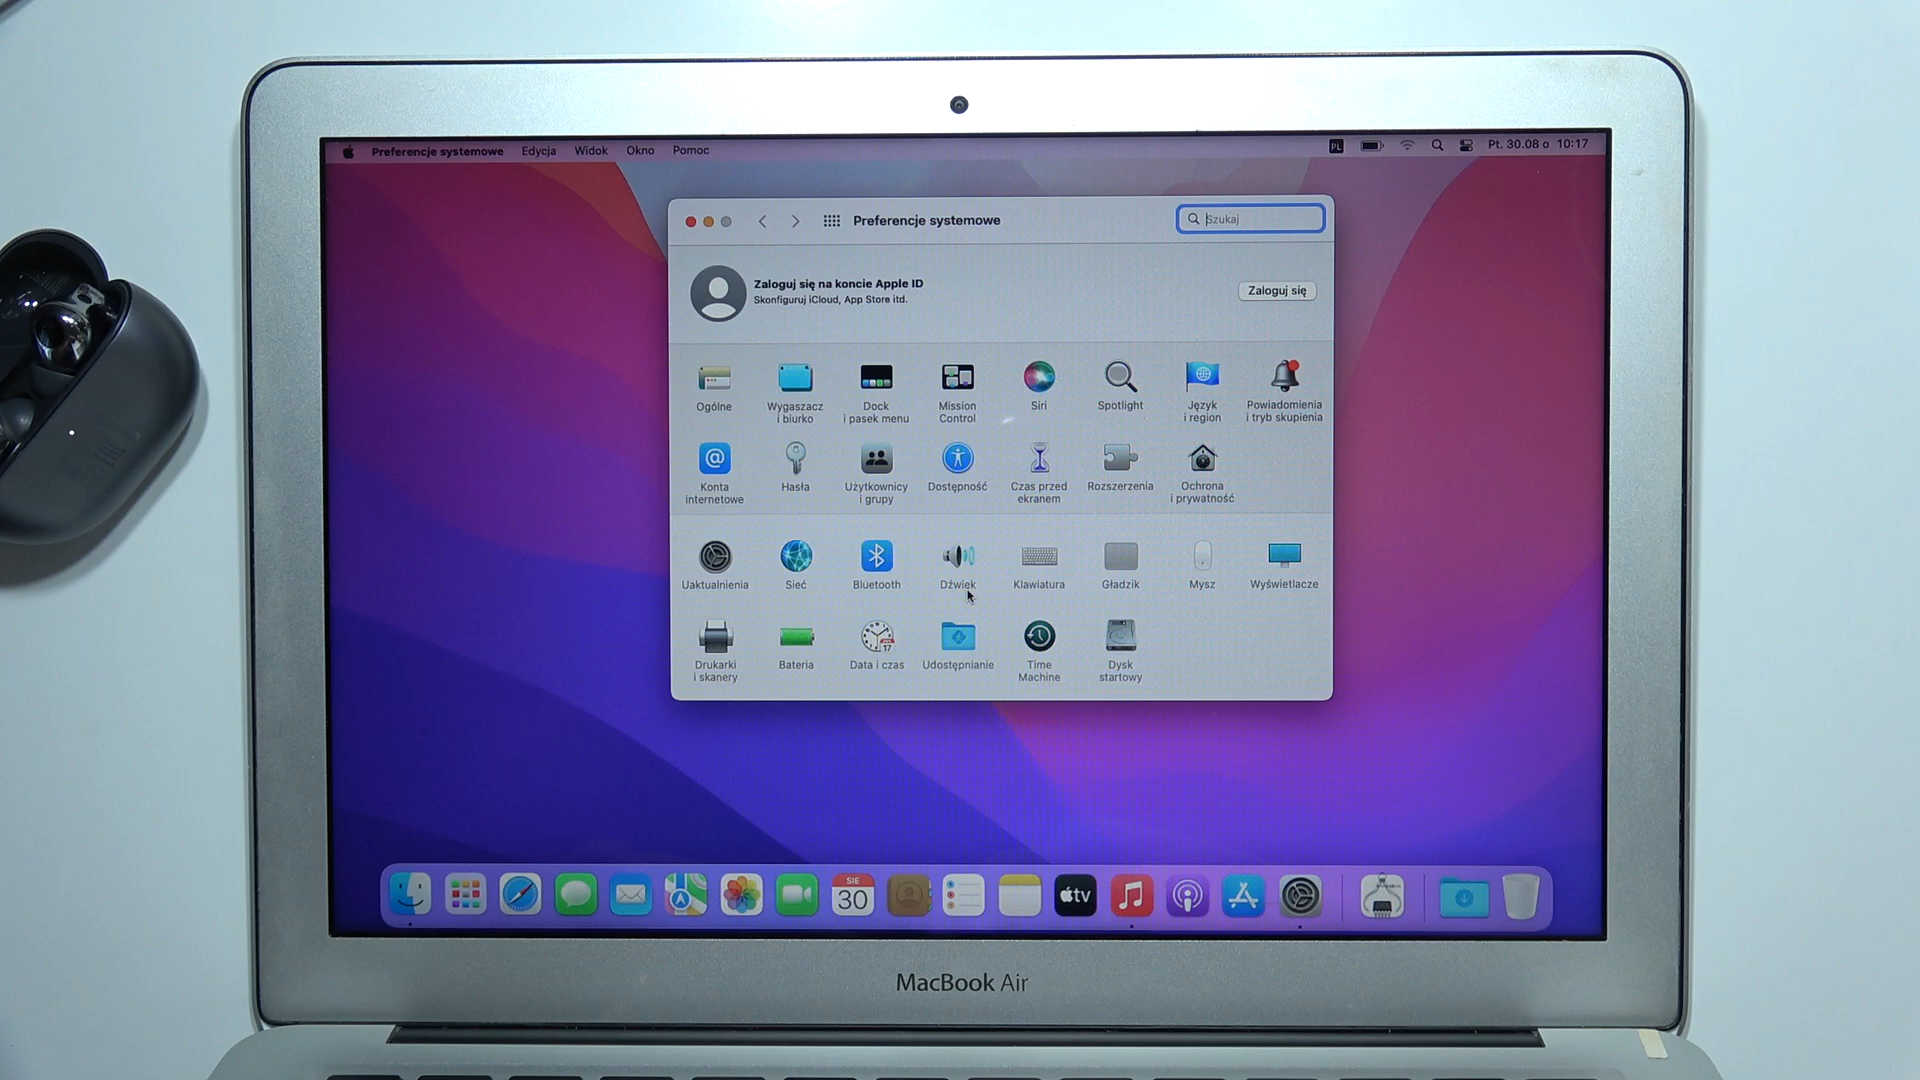 Preferencje systemowe Edycja Widok Okno Pomoc
PL Pt. 30.08 o 10:17
Preferencje systemowe
Szukaj
Zaloguj się na koncie Apple ID
Skonfiguruj iCloud, App Store itd.
Zaloguj się
Ogólne
Wygaszacz
i biurko
Dock
i pasek menu
Mission
Control
Siri
Spotlight
Język
i region
Powiadomienia
i tryb skupienia
Konta
internetowe
Hasła
Użytkownicy
i grupy
Dostępność
Czas przed
ekranem
Rozszerzenia
Ochrona
i prywatność
Uaktualnienia
Sieć
Bluetooth
Dźwięk
Klawiatura
Gładzik
Mysz
Wyświetlacze
Drukarki
i skanery
Bateria
17
Data i czas
Udostępnianie
Time
Machine
Dysk
startowy
SIE
30
tv
MacBook Air